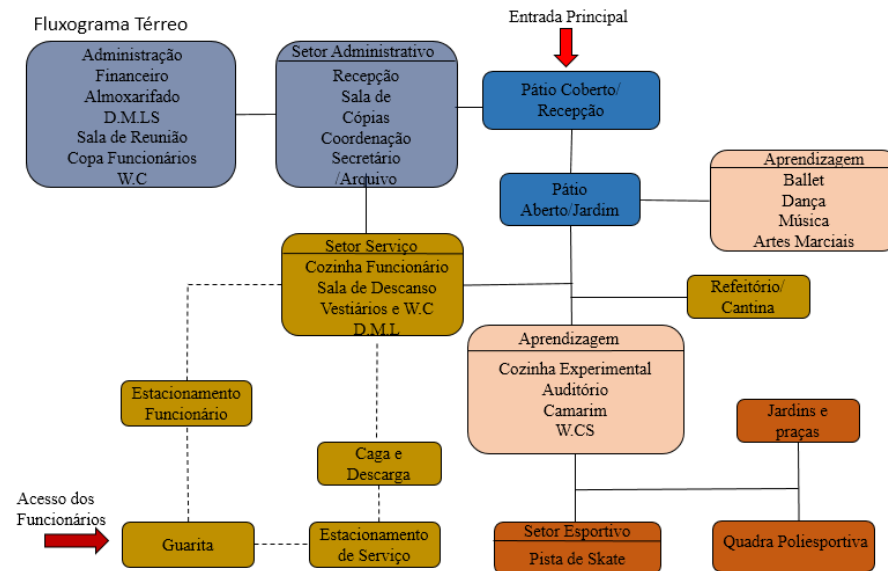 Fluxograma Térreo
Entrada Principal
Administração
Financeiro
Almoxarifado
D.M.LS
Sala de Reunião
Copa Funcionários
W.C
Setor Administrativo
Recepção
Sala de
Cópias
Coordenação
Secretário
/Arquivo
Pátio Coberto/
Recepção
Pátio
Aberto/Jardim
Aprendizagem
Ballet
Dança
Música
Artes Marciais
Setor Serviço
Cozinha Funcionário
Sala de Descanso
Vestiários e W.C
D.M.L
Refeitório/
Cantina
Aprendizagem
Cozinha Experimental
Auditório
Camarim
W.CS
Estacionamento
Funcionário
Jardins e
praças
Caga e
Descarga
Acesso dos
Funcionários
Guarita
Estacionamento
de Serviço
Setor Esportivo
Pista de Skate
Quadra Poliesportiva